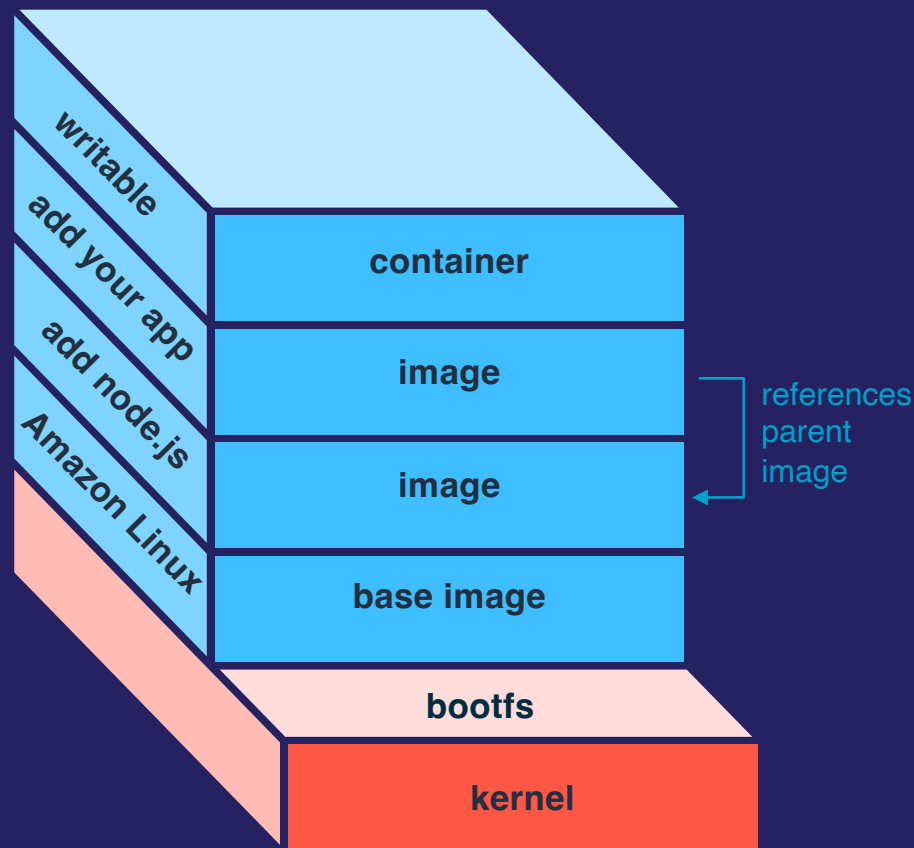 writable
container
add your app
image
add node.js
image
references
parent
image
Amazon Linux
base image
bootfs
kernel